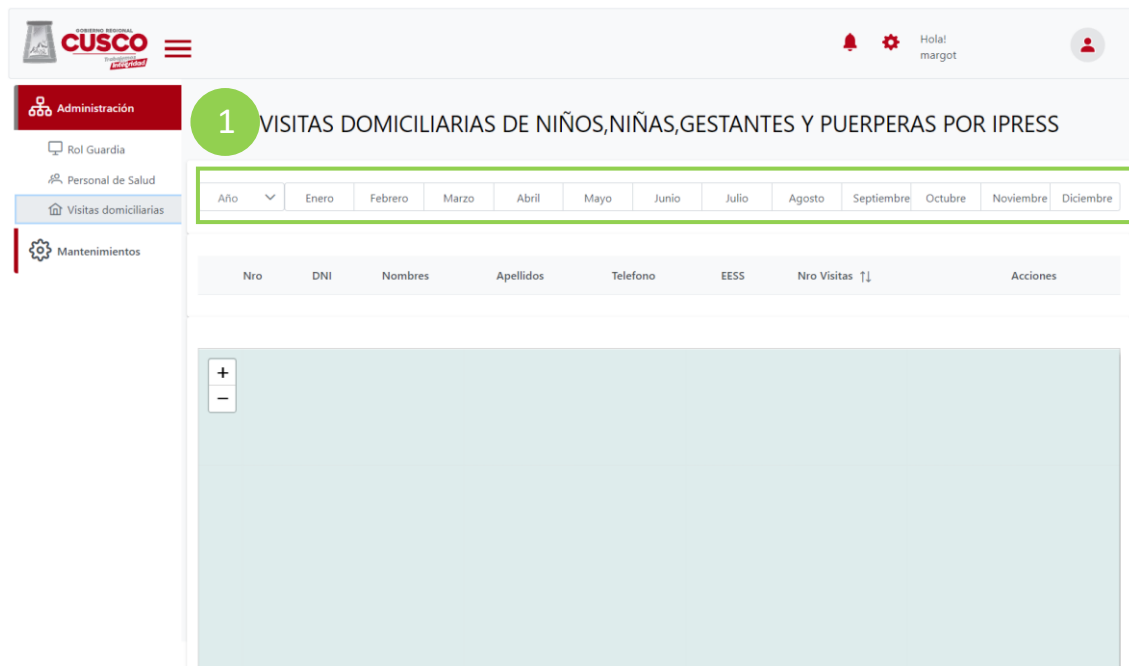 GOBIERNO REGIONAL
CUSCO
Trabajamos
Integridad
Hola!
margot
Administración
Rol Guardia
Personal de Salud
Visitas domiciliarias
Mantenimientos
1
VISITAS DOMICILIARIAS DE NIÑOS,NIÑAS,GESTANTES Y PUERPERAS POR IPRESS
Año Enero Febrero Marzo Abril Mayo Junio Julio Agosto Septiembre Octubre Noviembre Diciembre
Nro DNI Nombres Apellidos Telefono EESS Nro Visitas ↑↓ Acciones
+
−